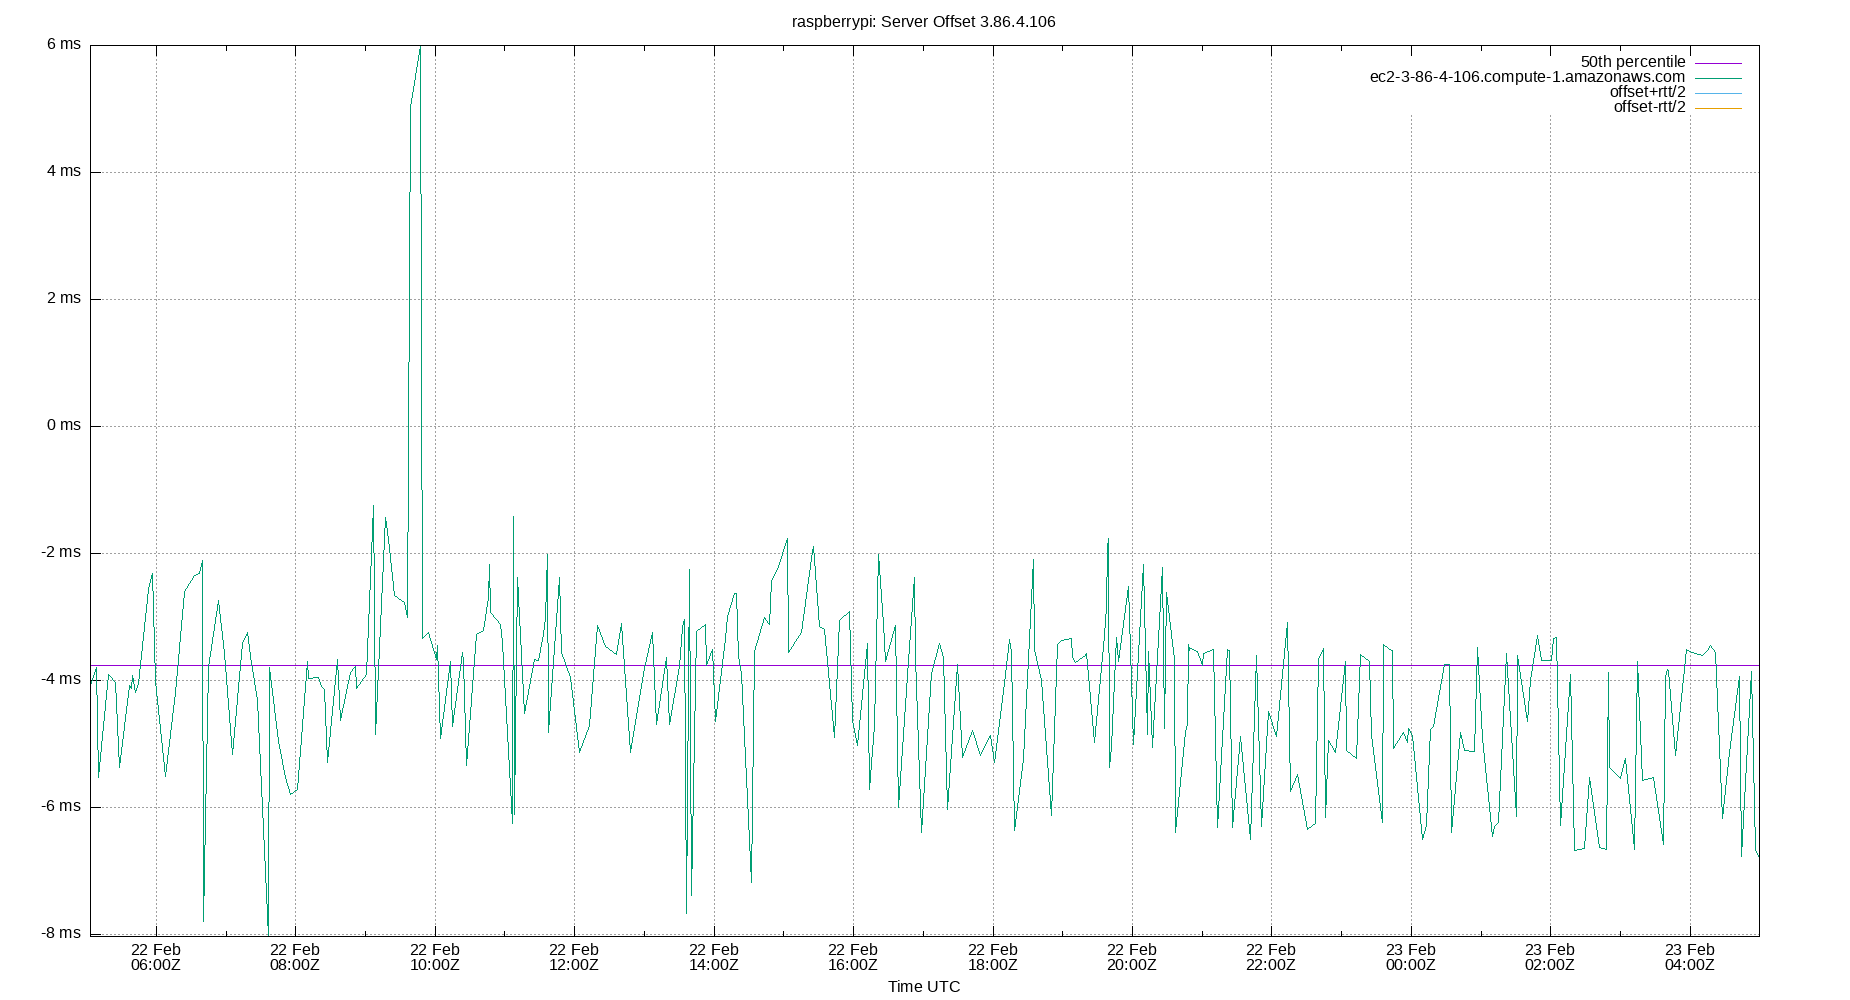 raspberrypi: Server Offset 3.86.4.106
6 ms
4 ms
2 ms
0 ms
-2 ms
-4 ms
-6 ms
-8 ms
50th percentile
ec2-3-86-4-106.compute-1.amazonaws.com
offset+rtt/2
offset-rtt/2
22 Feb 22 Feb 22 Feb 22 Feb 22 Feb 22 Feb 22 Feb 22 Feb 22 Feb 23 Feb 23 Feb 23 Feb
06:00Z 08:00Z 10:00Z 12:00Z 14:00Z 16:00Z 18:00Z 20:00Z 22:00Z 00:00Z 02:00Z 04:00Z
Time UTC